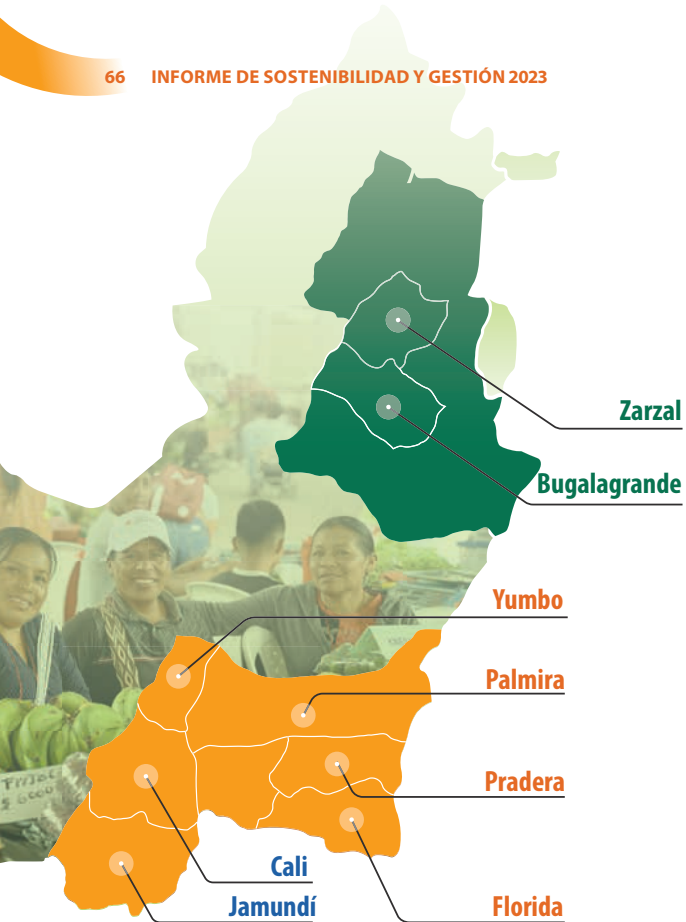 66 INFORME DE SOSTENIBILIDAD Y GESTIÓN 2023
Zarzal
Bugalagrande
Yumbo
Palmira
Pradera
Cali
Jamundí
Florida